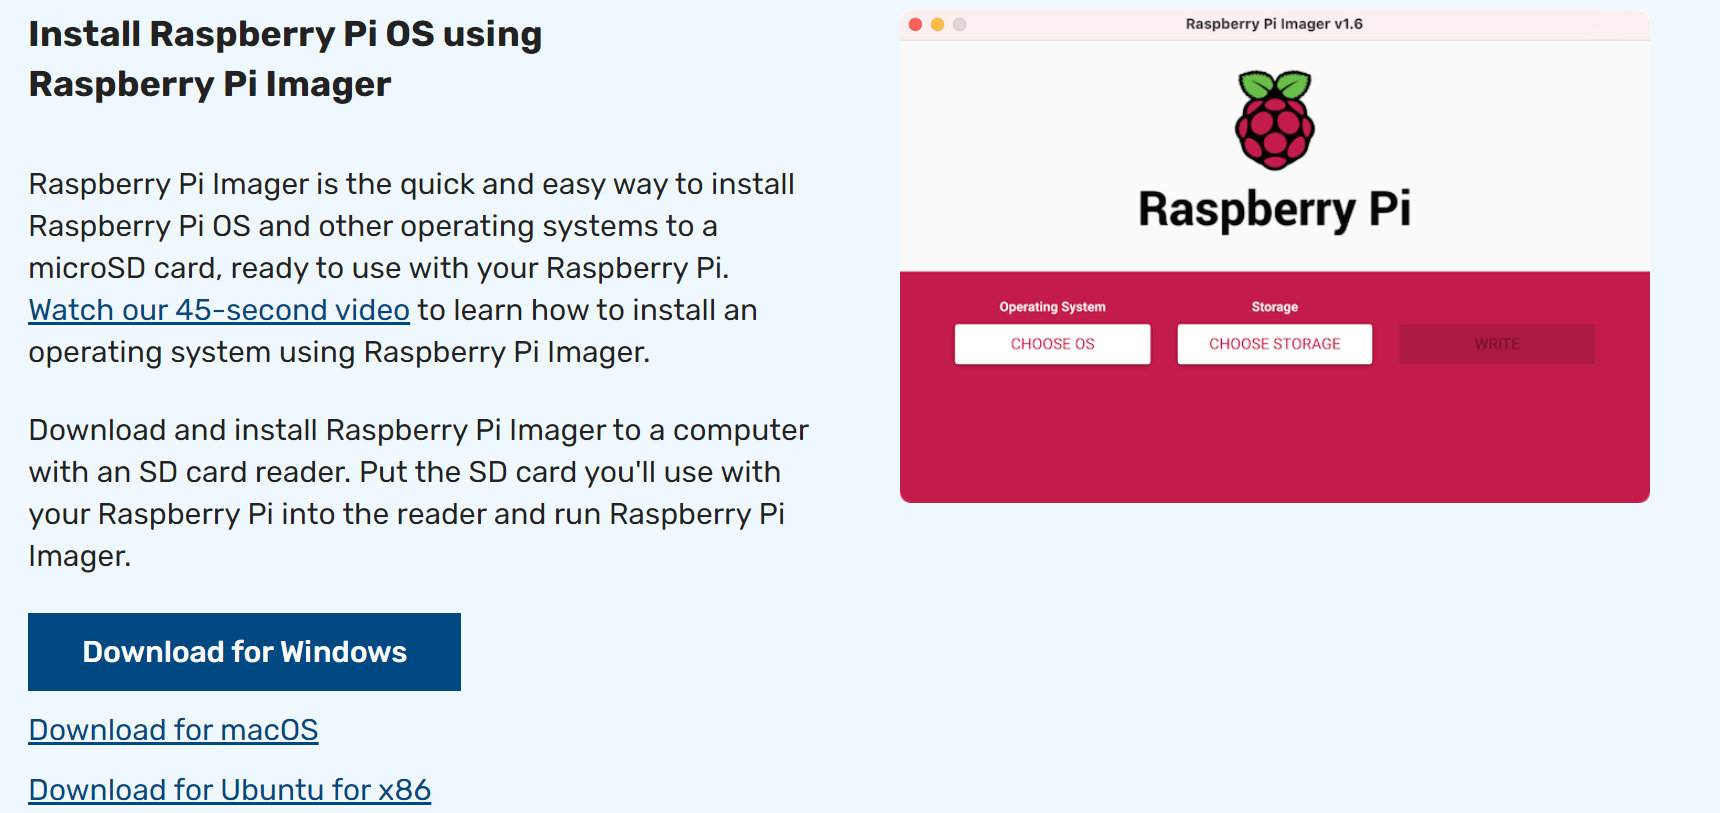 Install Raspberry Pi OS using
Raspberry Pi Imager
Raspberry Pi Imager is the quick and easy way to install
Raspberry Pi OS and other operating systems to a
microSD card, ready to use with your Raspberry Pi.
Watch our 45-second video to learn how to install an
operating system using Raspberry Pi Imager.
Download and install Raspberry Pi Imager to a computer
with an SD card reader. Put the SD card you'll use with
your Raspberry Pi into the reader and run Raspberry Pi
Imager.
Download for Windows
Download for macOS
Download for Ubuntu for x86
Raspberry Pi Imager v1.6
Raspberry Pi
Operating System
Storage
CHOOSE OS
CHOOSE STORAGE
WRITE